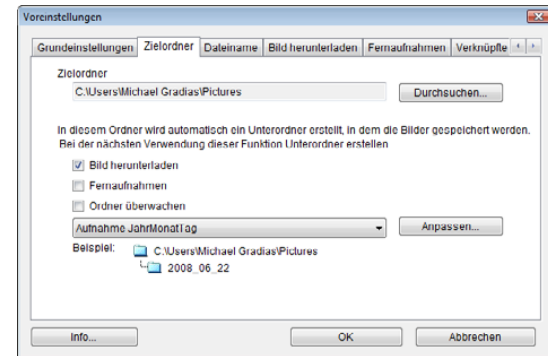 Voreinstellungen
Grundeinstellungen Zielordner Dateiname Bild herunterladen Fernaufnahmen Verknüpfte
Zielordner
C:\Users\Michael Gradias\Pictures Durchsuchen...
In diesem Ordner wird automatisch ein Unterordner erstellt, in dem die Bilder gespeichert werden.
Bei der nächsten Verwendung dieser Funktion Unterordner erstellen
Bild herunterladen
Fernaufnahmen
Ordner überwachen
Aufnahme JahrMonatTag Anpassen...
Beispiel: C:\Users\Michael Gradias\Pictures
2008_06_22
Info... OK Abbrechen